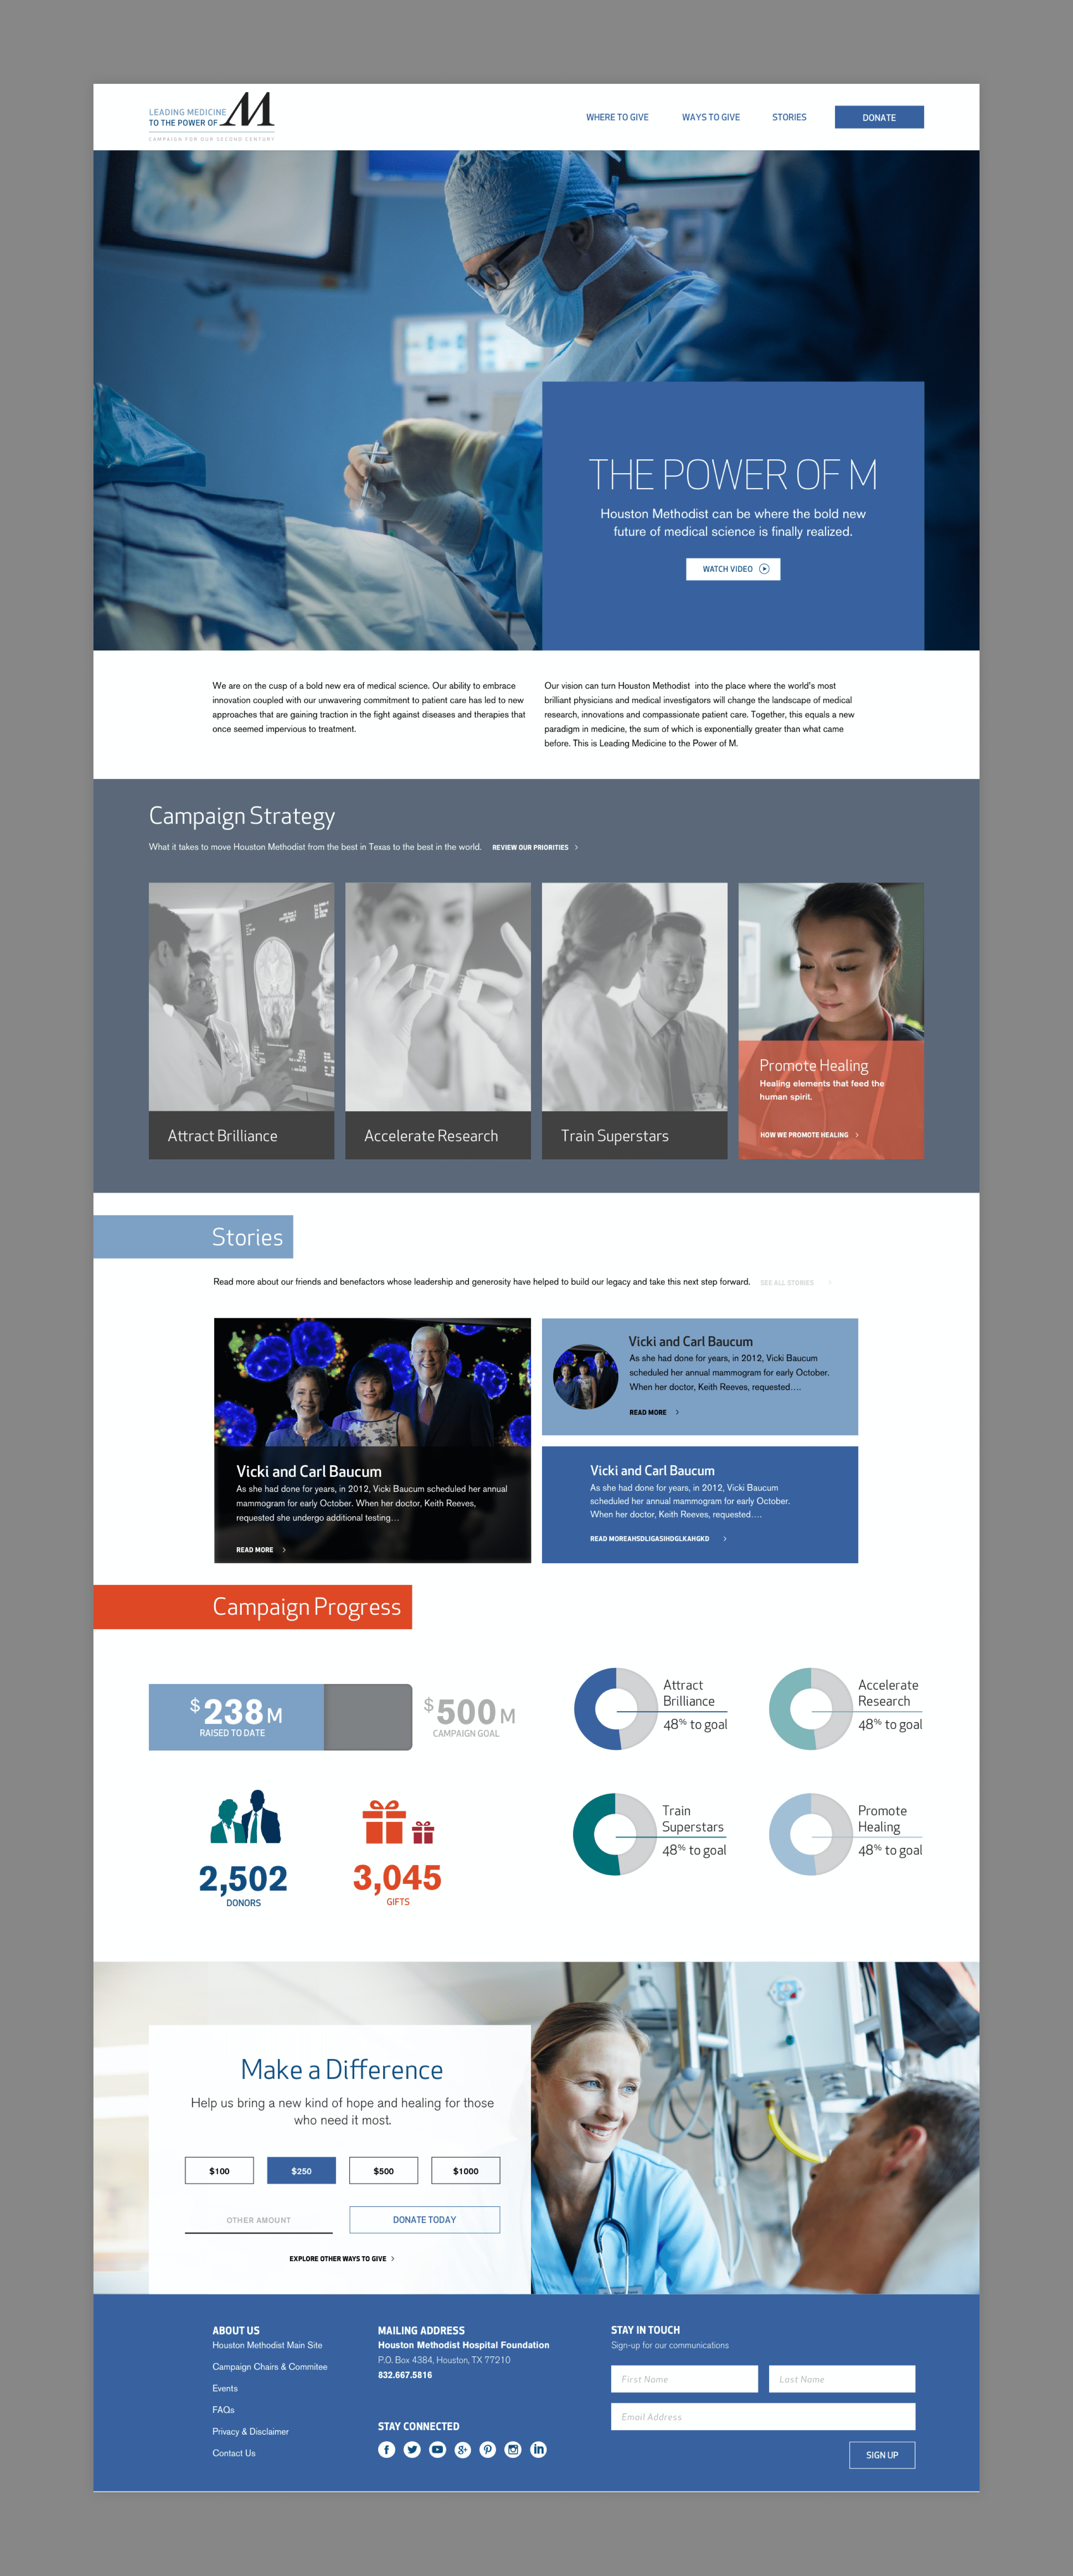 LEADING MEDICINE
TO THE POWER OF M
CAMPAIGN FOR OUR SECOND CENTURY
WHERE TO GIVE
WAYS TO GIVE
STORIES
DONATE
THE POWER OF M
Houston Methodist can be where the bold new
future of medical science is finally realized.
WATCH VIDEO
We are on the cusp of a bold new era of medical science. Our ability to embrace
innovation coupled with our unwavering commitment to patient care has led to new
approaches that are gaining traction in the fight against diseases and therapies that
once seemed impervious to treatment.
Our vision can turn Houston Methodist into the place where the world's most
brilliant physicians and medical investigators will change the landscape of medical
research, innovations and compassionate patient care. Together, this equals a new
paradigm in medicine, the sum of which is exponentially greater than what came
before. This is Leading Medicine to the Power of M.
Campaign Strategy
What it takes to move Houston Methodist from the best in Texas to the best in the world.
REVIEW OUR PRIORITIES >
Attract Brilliance
Accelerate Research
Train Superstars
Promote Healing
Healing elements that feed the
human spirit.
HOW WE PROMOTE HEALING >
Stories
Read more about our friends and benefactors whose leadership and generosity have helped to build our legacy and take this next step forward.
SEE ALL STORIES >
Vicki and Carl Baucum
As she had done for years, in 2012, Vicki Baucum scheduled her annual
mammogram for early October. When her doctor, Keith Reeves,
requested she undergo additional testing…
READ MORE >
Vicki and Carl Baucum
As she had done for years, in 2012, Vicki Baucum
scheduled her annual mammogram for early October.
When her doctor, Keith Reeves, requested….
READ MORE >
Vicki and Carl Baucum
As she had done for years, in 2012, Vicki Baucum
scheduled her annual mammogram for early October.
When her doctor, Keith Reeves, requested….
READ MOREAHSDLIGASIHDGLKAHGKD >
Campaign Progress
$238M
RAISED TO DATE
$500M
CAMPAIGN GOAL
2,502
DONORS
3,045
GIFTS
Attract
Brilliance
48% to goal
Accelerate
Research
48% to goal
Train
Superstars
48% to goal
Promote
Healing
48% to goal
Make a Difference
Help us bring a new kind of hope and healing for those
who need it most.
$100
$250
$500
$1000
OTHER AMOUNT
DONATE TODAY
EXPLORE OTHER WAYS TO GIVE >
ABOUT US
Houston Methodist Main Site
Campaign Chairs & Commitee
Events
FAQs
Privacy & Disclaimer
Contact Us
MAILING ADDRESS
Houston Methodist Hospital Foundation
P.O. Box 4384, Houston, TX 77210
832.667.5816
STAY CONNECTED
STAY IN TOUCH
Sign-up for our communications
First Name
Last Name
Email Address
SIGN UP